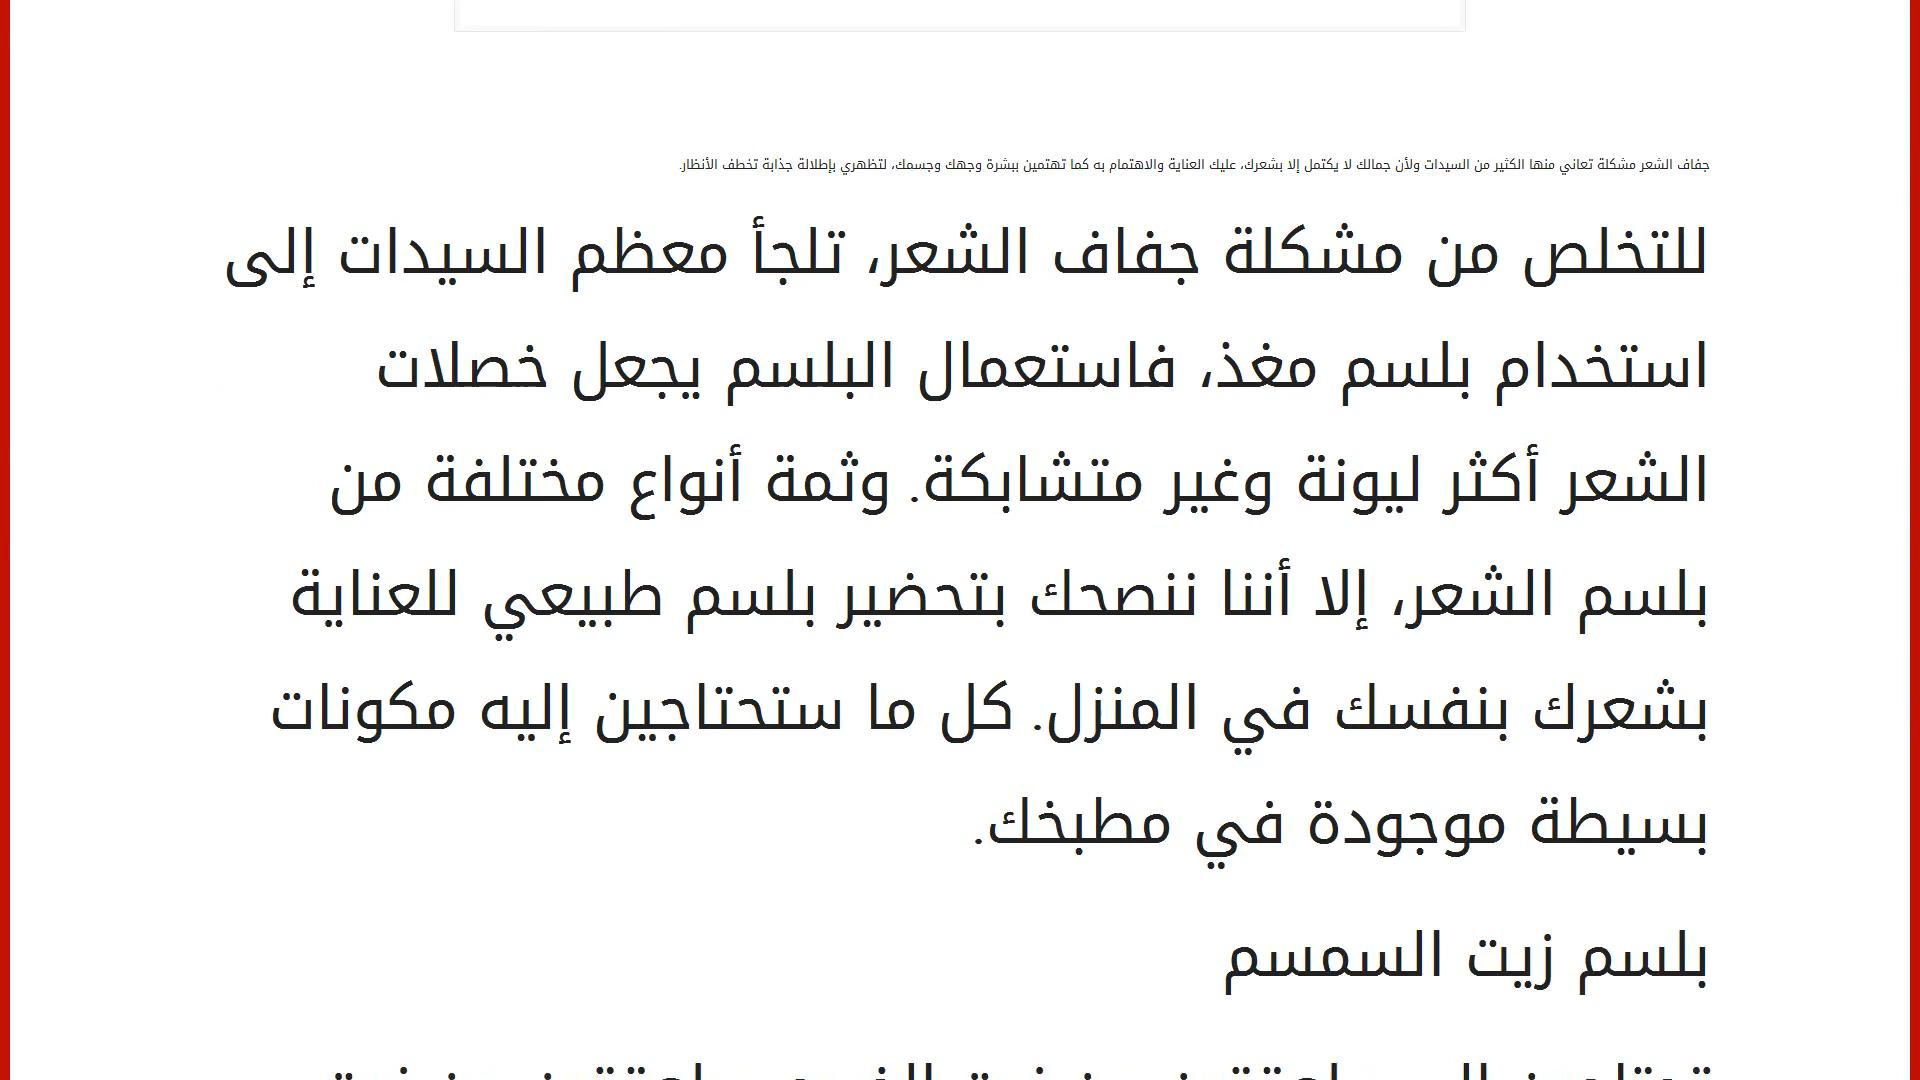 جفاف الشعر مشكلة تعاني منها الكثير من السيدات ولأن جمالك لا يكتمل إلا بشعرك، عليك العناية والاهتمام به كما تهتمين ببشرة وجهك وجسمك، لتظهري بإطلالة جذابة تخطف الأنظار.
للتخلص من مشكلة جفاف الشعر، تلجأ معظم السيدات إلى
استخدام بلسم مغذ، فاستعمال البلسم يجعل خصلات
الشعر أكثر ليونة وغير متشابكة. وثمة أنواع مختلفة من
بلسم الشعر، إلا أننا ننصحك بتحضير بلسم طبيعي للعناية
بشعرك بنفسك في المنزل. كل ما ستحتاجين إليه مكونات
بسيطة موجودة في مطبخك.
بلسم زيت السمسم